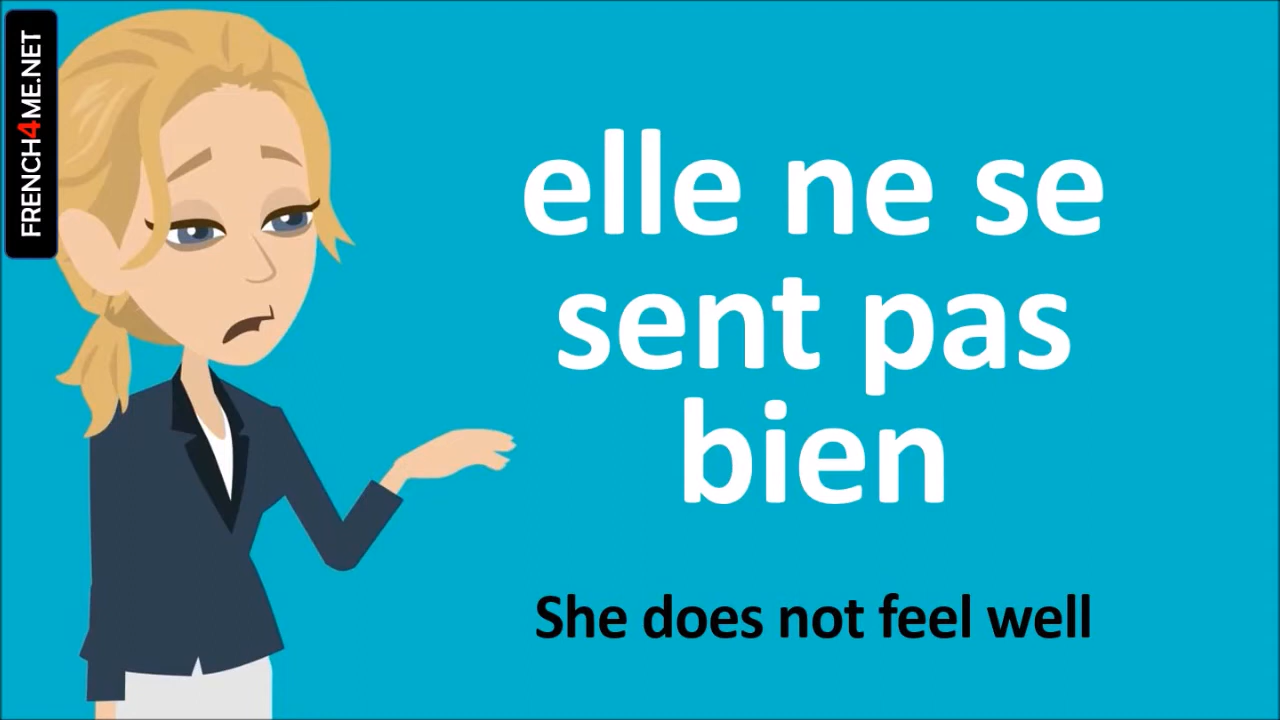 FRENCH4ME.NET
elle ne se
sent pas
bien
She does not feel well